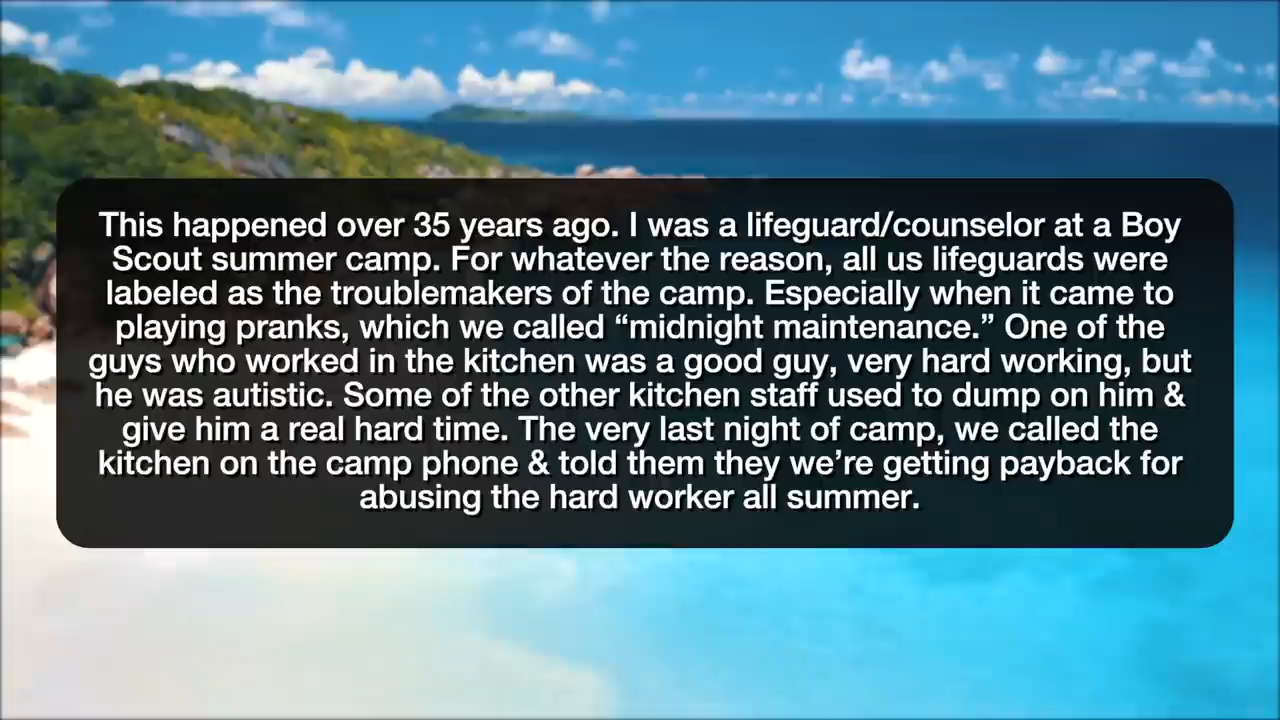 This happened over 35 years ago. I was a lifeguard/counselor at a Boy
Scout summer camp. For whatever the reason, all us lifeguards were
labeled as the troublemakers of the camp. Especially when it came to
playing pranks, which we called “midnight maintenance.” One of the
guys who worked in the kitchen was a good guy, very hard working, but
he was autistic. Some of the other kitchen staff used to dump on him &
give him a real hard time. The very last night of camp, we called the
kitchen on the camp phone & told them they we’re getting payback for
abusing the hard worker all summer.